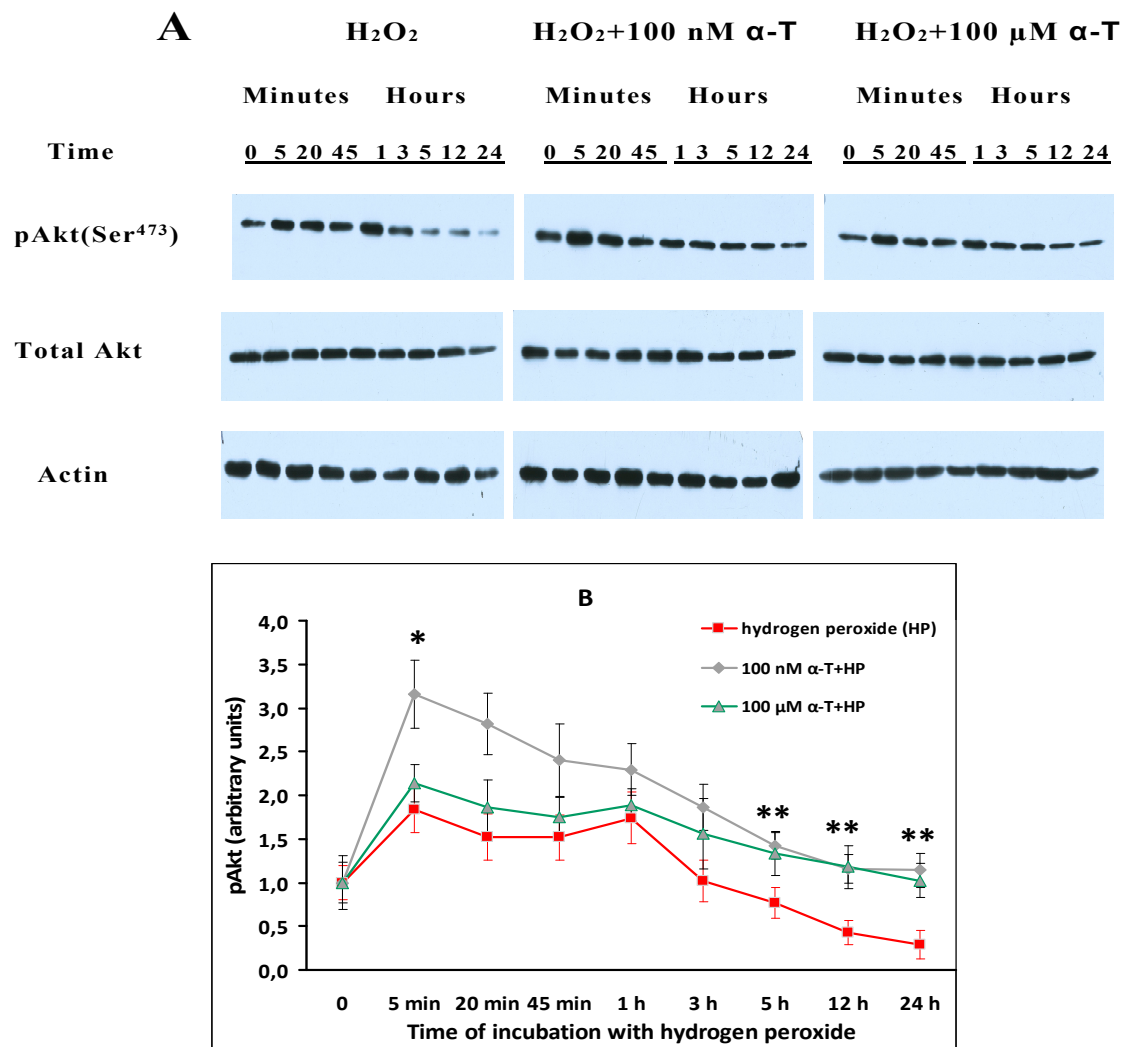 A
H₂O₂ H₂O₂+100 nM α-T H₂O₂+100 µM α-T
Minutes Hours Minutes Hours Minutes Hours
Time 0 5 20 45 1 3 5 12 24 0 5 20 45 1 3 5 12 24 0 5 20 45 1 3 5 12 24
pAkt(Ser⁴⁷³)
Total Akt
Actin
B
4,0
3,5
3,0
2,5
2,0
1,5
1,0
0,5
0,0
pAkt (arbitrary units)
hydrogen peroxide (HP)
100 nM α-T+HP
100 µM α-T+HP
*
** ** **
0 5 min 20 min 45 min 1 h 3 h 5 h 12 h 24 h
Time of incubation with hydrogen peroxide